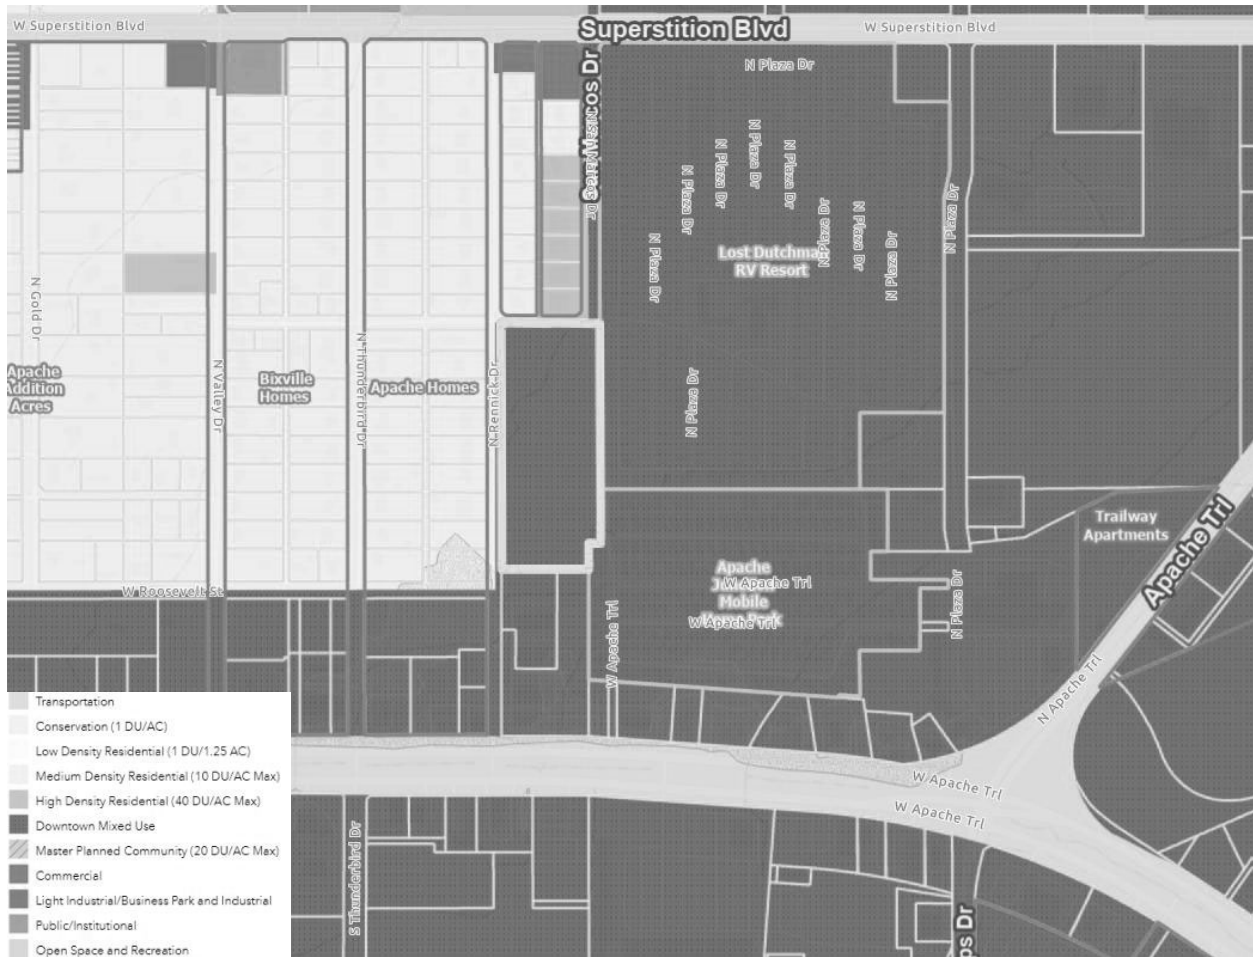 W Superstition Blvd
Superstition Blvd
W Superstition Blvd
N Plaza Dr
N Plaza Dr
N Plaza Dr
N Plaza Dr
N Plaza Dr
N Plaza Dr
N Plaza Dr
N Plaza Dr
N Plaza Dr
N Plaza Dr
N Plaza Dr
Lost Dutchman
RV Resort
N Gold Dr
N Plaza Dr
Apache
Addition
Acres
N Valley Dr
Bixville
Homes
N Thunderbird Dr
Apache Homes
N Rennick Dr
Trailway
Apartments
Apache Trl
W Roosevelt St
Apache
W Apache Trl
Mobile
W Apache Trl
N Plaza Dr
W Apache Trl
N Apache Trl
W Apache Trl
W Apache Trl
S Thunderbird Dr
Transportation
Conservation (1 DU/AC)
Low Density Residential (1 DU/1.25 AC)
Medium Density Residential (10 DU/AC Max)
High Density Residential (40 DU/AC Max)
Downtown Mixed Use
Master Planned Community (20 DU/AC Max)
Commercial
Light Industrial/Business Park and Industrial
Public/Institutional
Open Space and Recreation